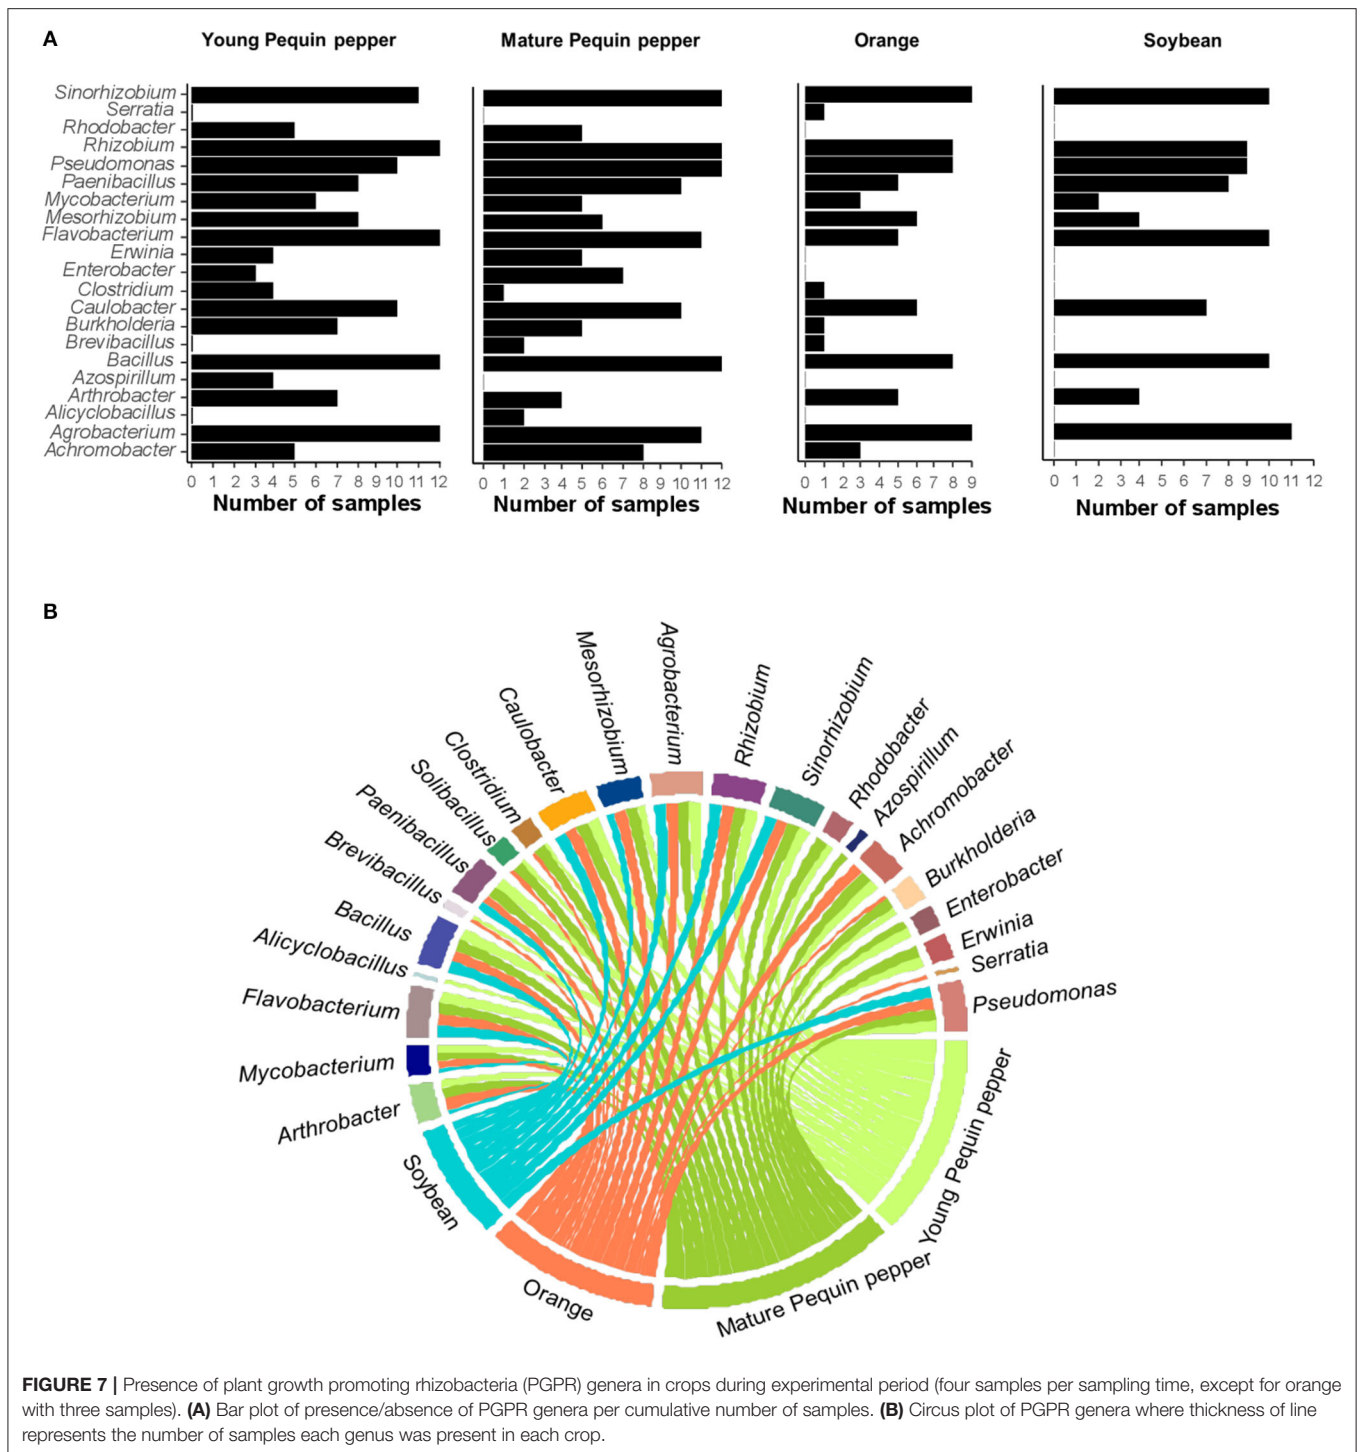 A
Young Pequin pepper
Mature Pequin pepper
Orange
Soybean
Sinorhizobium
Serratia
Rhodobacter
Rhizobium
Pseudomonas
Paenibacillus
Mycobacterium
Mesorhizobium
Flavobacterium
Erwinia
Enterobacter
Clostridium
Caulobacter
Burkholderia
Brevibacillus
Bacillus
Azospirillum
Arthrobacter
Alicyclobacillus
Agrobacterium
Achromobacter
0 1 2 3 4 5 6 7 8 9 10 11 12
0 1 2 3 4 5 6 7 8 9 10 11 12
0 1 2 3 4 5 6 7 8 9
0 1 2 3 4 5 6 7 8 9 10 11 12
Number of samples
Number of samples
Number of samples
Number of samples
B
Arthrobacter
Mycobacterium
Flavobacterium
Alicyclobacillus
Bacillus
Brevibacillus
Paenibacillus
Solibacillus
Clostridium
Caulobacter
Mesorhizobium
Agrobacterium
Rhizobium
Sinorhizobium
Rhodobacter
Azospirillum
Achromobacter
Burkholderia
Enterobacter
Erwinia
Serratia
Pseudomonas
Young Pequin pepper
Mature Pequin pepper
Orange
Soybean
FIGURE 7 | Presence of plant growth promoting rhizobacteria (PGPR) genera in crops during experimental period (four samples per sampling time, except for orange
with three samples). (A) Bar plot of presence/absence of PGPR genera per cumulative number of samples. (B) Circus plot of PGPR genera where thickness of line
represents the number of samples each genus was present in each crop.